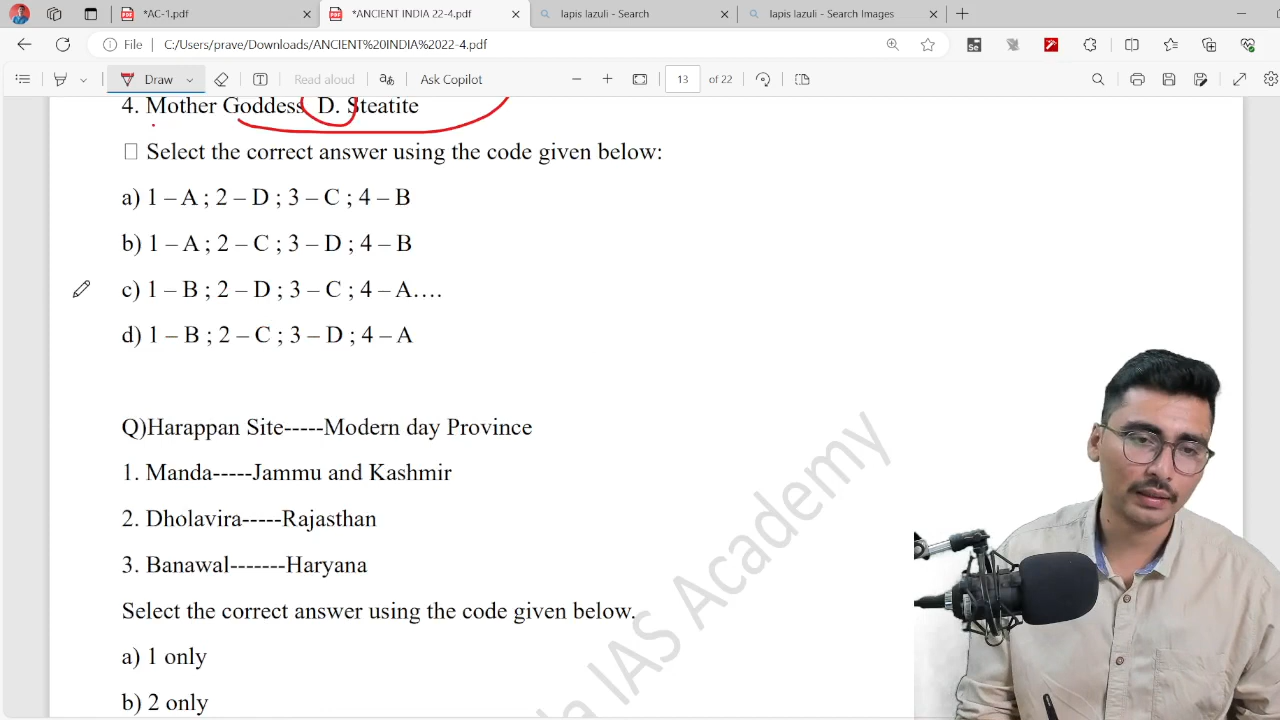 *AC-1.pdf
*ANCIENT INDIA 22-4.pdf
lapis lazuli - Search
lapis lazuli - Search Images
File
C:/Users/prave/Downloads/ANCIENT%20INDIA%2022-4.pdf
Draw
Read aloud
Ask Copilot
13 of 22
4. Mother Goddess D. Steatite
Select the correct answer using the code given below:
a) 1 – A ; 2 – D ; 3 – C ; 4 – B
b) 1 – A ; 2 – C ; 3 – D ; 4 – B
c) 1 – B ; 2 – D ; 3 – C ; 4 – A….
d) 1 – B ; 2 – C ; 3 – D ; 4 – A
Q)Harappan Site-----Modern day Province
1. Manda-----Jammu and Kashmir
2. Dholavira-----Rajasthan
3. Banawal-------Haryana
Select the correct answer using the code given below.
a) 1 only
b) 2 only
IAS Academy